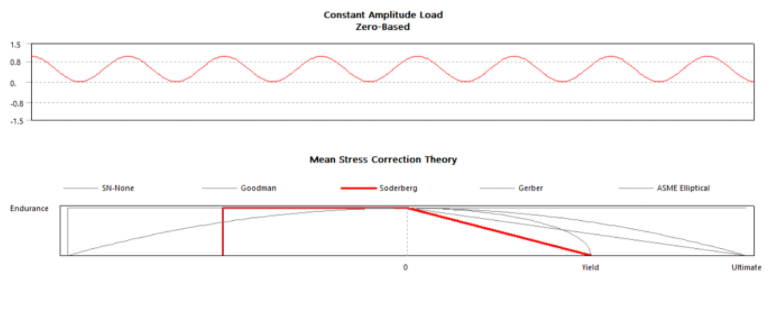 Constant Amplitude Load
Zero-Based
1.5
0.8
0.
-0.8
-1.5
Mean Stress Correction Theory
SN-None Goodman Soderberg Gerber ASME Elliptical
Endurance
0 Yield Ultimate